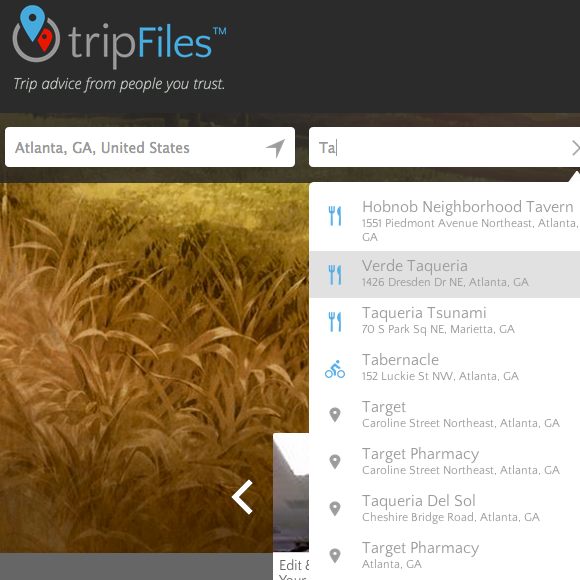 tripFiles™
Trip advice from people you trust.
Atlanta, GA, United States
Ta
Hobnob Neighborhood Tavern
1551 Piedmont Avenue Northeast, Atlanta,
GA
Verde Taqueria
1426 Dresden Dr NE, Atlanta, GA
Taqueria Tsunami
70 S Park Sq NE, Marietta, GA
Tabernacle
152 Luckie St NW, Atlanta, GA
Target
Caroline Street Northeast, Atlanta, GA
Target Pharmacy
Caroline Street Northeast, Atlanta, GA
Taqueria Del Sol
Cheshire Bridge Road, Atlanta, GA
Target Pharmacy
Atlanta, GA
Edit &
Your